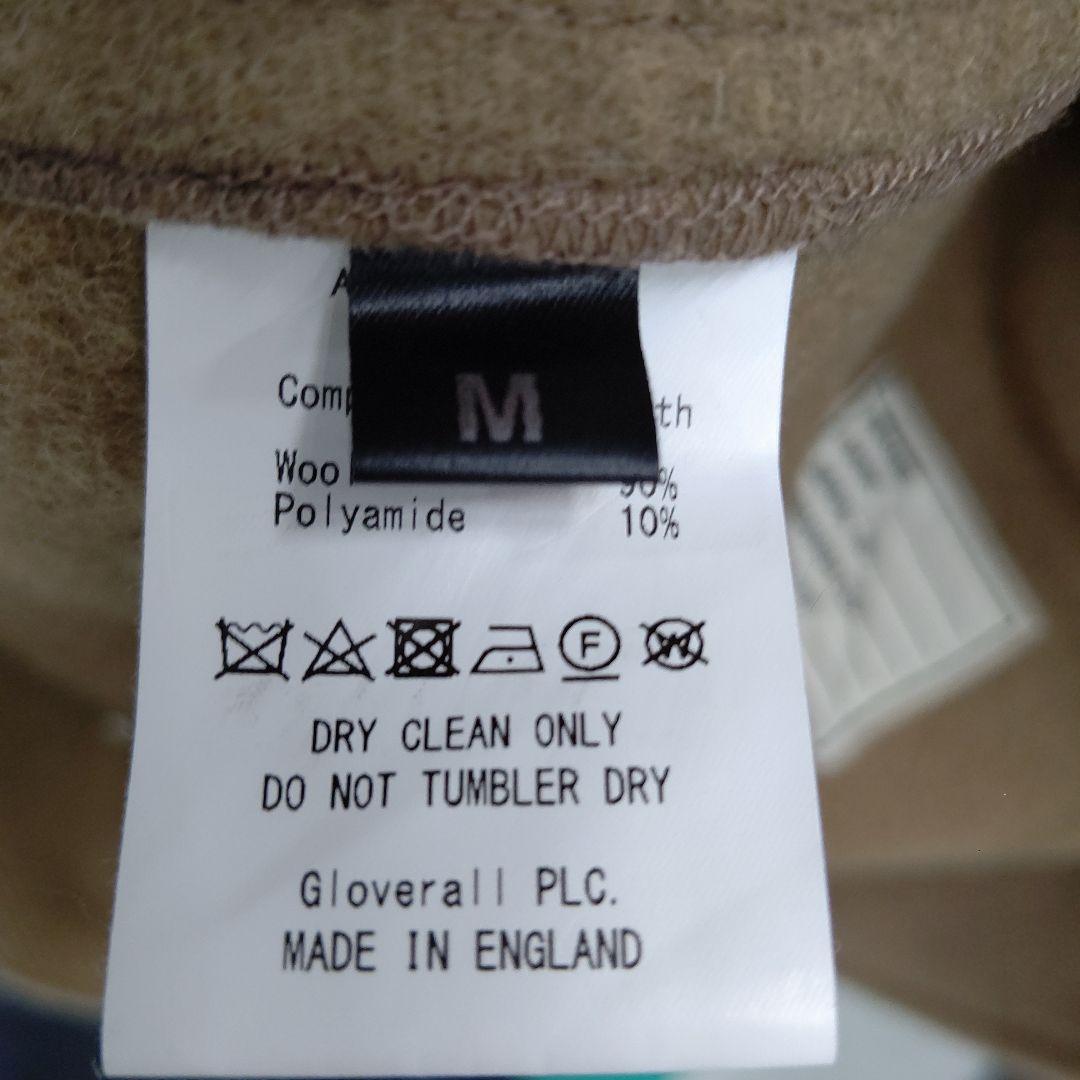 M
Polyamide 10%
F
W
DRY CLEAN ONLY
DO NOT TUMBLER DRY
Gloverall PLC.
MADE IN ENGLAND